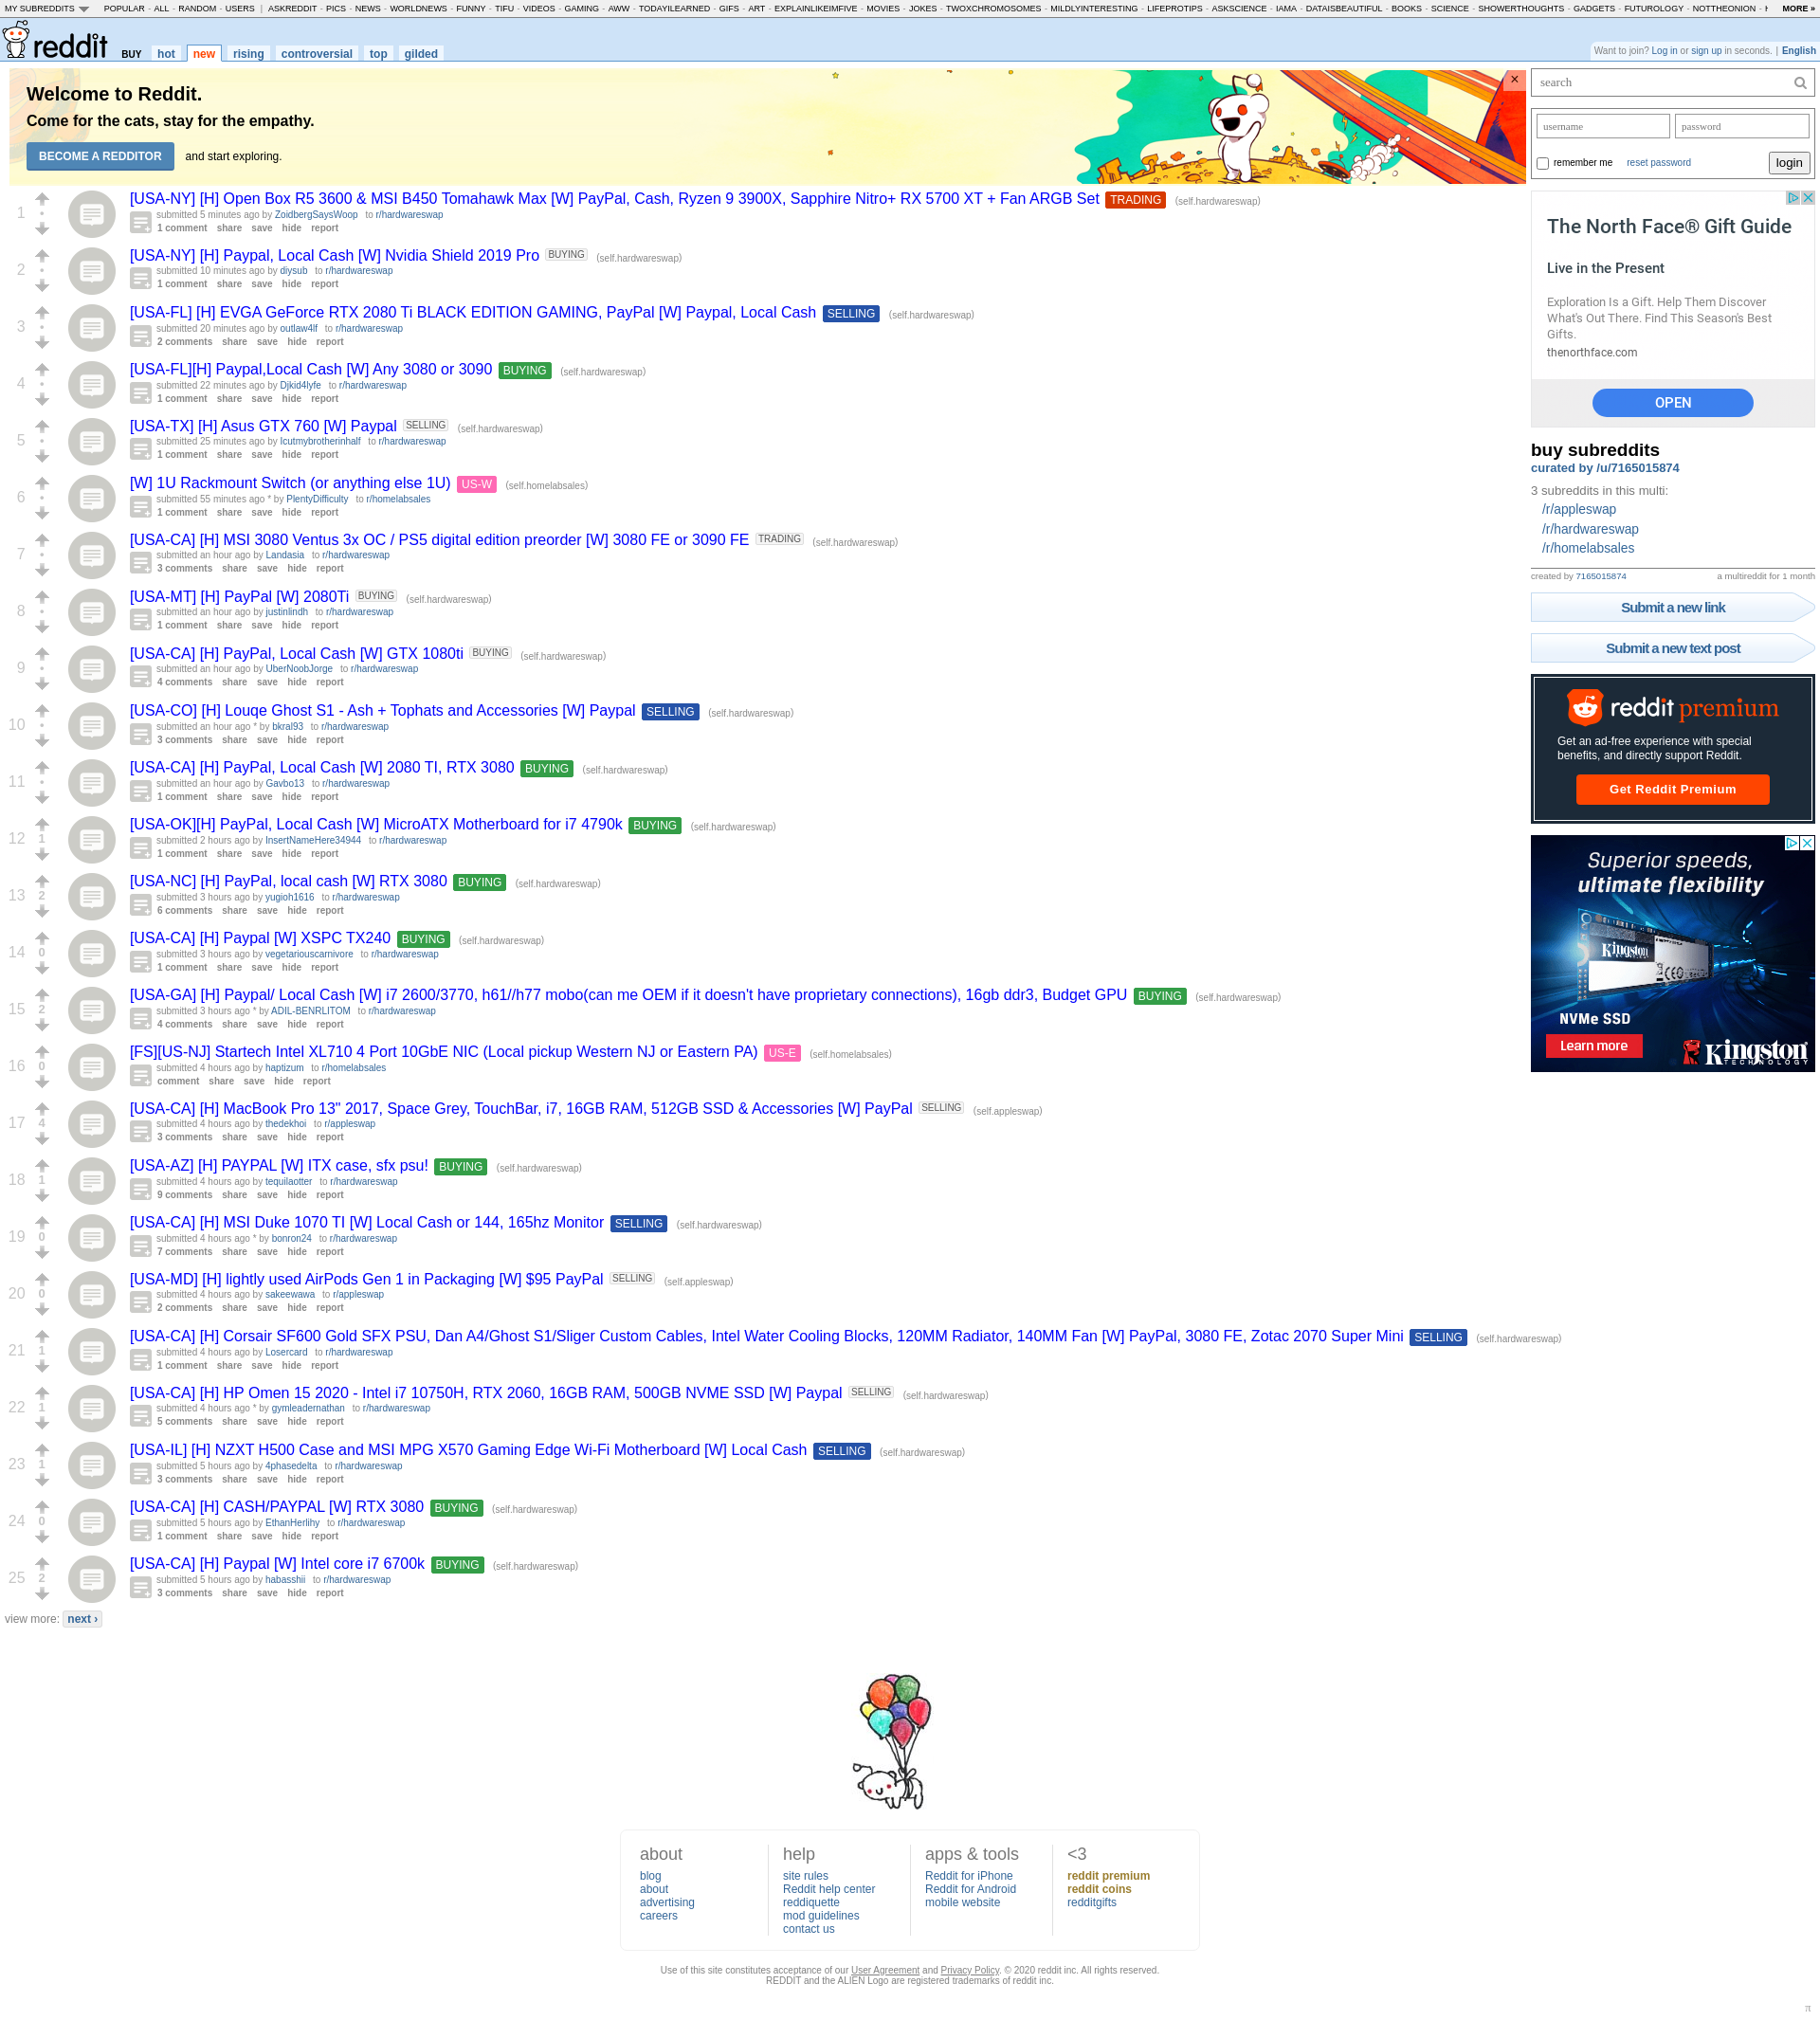 MY SUBREDDITS POPULAR - ALL - RANDOM - USERS | ASKREDDIT - PICS - NEWS - WORLDNEWS - FUNNY - TIFU - VIDEOS - GAMING - AWW - TODAYILEARNED - GIFS - ART - EXPLAINLIKEIMFIVE - MOVIES - JOKES - TWOXCHROMOSOMES - MILDLYINTERESTING - LIFEPROTIPS - ASKSCIENCE - IAMA - DATAISBEAUTIFUL - BOOKS - SCIENCE - SHOWERTHOUGHTS - GADGETS - FUTUROLOGY - NOTTHEONION - MORE »
reddit BUY hot new rising controversial top gilded
Want to join? Log in or sign up in seconds. | English
Welcome to Reddit.
Come for the cats, stay for the empathy.
BECOME A REDDITOR and start exploring.
×
1
[USA-NY] [H] Open Box R5 3600 & MSI B450 Tomahawk Max [W] PayPal, Cash, Ryzen 9 3900X, Sapphire Nitro+ RX 5700 XT + Fan ARGB Set TRADING (self.hardwareswap)
submitted 5 minutes ago by ZoidbergSaysWoop to r/hardwareswap
1 comment share save hide report
2
[USA-NY] [H] Paypal, Local Cash [W] Nvidia Shield 2019 Pro BUYING (self.hardwareswap)
submitted 10 minutes ago by diysub to r/hardwareswap
1 comment share save hide report
3
[USA-FL] [H] EVGA GeForce RTX 2080 Ti BLACK EDITION GAMING, PayPal [W] Paypal, Local Cash SELLING (self.hardwareswap)
submitted 20 minutes ago by outlaw4lf to r/hardwareswap
2 comments share save hide report
4
[USA-FL][H] Paypal,Local Cash [W] Any 3080 or 3090 BUYING (self.hardwareswap)
submitted 22 minutes ago by Djkid4lyfe to r/hardwareswap
1 comment share save hide report
5
[USA-TX] [H] Asus GTX 760 [W] Paypal SELLING (self.hardwareswap)
submitted 25 minutes ago by Icutmybrotherinhalf to r/hardwareswap
1 comment share save hide report
6
[W] 1U Rackmount Switch (or anything else 1U) US-W (self.homelabsales)
submitted 55 minutes ago * by PlentyDifficulty to r/homelabsales
1 comment share save hide report
7
[USA-CA] [H] MSI 3080 Ventus 3x OC / PS5 digital edition preorder [W] 3080 FE or 3090 FE TRADING (self.hardwareswap)
submitted an hour ago by Landasia to r/hardwareswap
3 comments share save hide report
8
[USA-MT] [H] PayPal [W] 2080Ti BUYING (self.hardwareswap)
submitted an hour ago by justinlindh to r/hardwareswap
1 comment share save hide report
9
[USA-CA] [H] PayPal, Local Cash [W] GTX 1080ti BUYING (self.hardwareswap)
submitted an hour ago by UberNoobJorge to r/hardwareswap
4 comments share save hide report
10
[USA-CO] [H] Louqe Ghost S1 - Ash + Tophats and Accessories [W] Paypal SELLING (self.hardwareswap)
submitted an hour ago * by bkral93 to r/hardwareswap
3 comments share save hide report
11
[USA-CA] [H] PayPal, Local Cash [W] 2080 TI, RTX 3080 BUYING (self.hardwareswap)
submitted an hour ago by Gavbo13 to r/hardwareswap
1 comment share save hide report
12 1
[USA-OK][H] PayPal, Local Cash [W] MicroATX Motherboard for i7 4790k BUYING (self.hardwareswap)
submitted 2 hours ago by InsertNameHere34944 to r/hardwareswap
1 comment share save hide report
13 2
[USA-NC] [H] PayPal, local cash [W] RTX 3080 BUYING (self.hardwareswap)
submitted 3 hours ago by yugioh1616 to r/hardwareswap
6 comments share save hide report
14 0
[USA-CA] [H] Paypal [W] XSPC TX240 BUYING (self.hardwareswap)
submitted 3 hours ago by vegetariouscarnivore to r/hardwareswap
1 comment share save hide report
15 2
[USA-GA] [H] Paypal/ Local Cash [W] i7 2600/3770, h61//h77 mobo(can me OEM if it doesn't have proprietary connections), 16gb ddr3, Budget GPU BUYING (self.hardwareswap)
submitted 3 hours ago * by ADIL-BENRLITOM to r/hardwareswap
4 comments share save hide report
16 0
[FS][US-NJ] Startech Intel XL710 4 Port 10GbE NIC (Local pickup Western NJ or Eastern PA) US-E (self.homelabsales)
submitted 4 hours ago by haptizum to r/homelabsales
comment share save hide report
17 4
[USA-CA] [H] MacBook Pro 13" 2017, Space Grey, TouchBar, i7, 16GB RAM, 512GB SSD & Accessories [W] PayPal SELLING (self.appleswap)
submitted 4 hours ago by thedekhoi to r/appleswap
3 comments share save hide report
18 1
[USA-AZ] [H] PAYPAL [W] ITX case, sfx psu! BUYING (self.hardwareswap)
submitted 4 hours ago by tequilaotter to r/hardwareswap
9 comments share save hide report
19 0
[USA-CA] [H] MSI Duke 1070 TI [W] Local Cash or 144, 165hz Monitor SELLING (self.hardwareswap)
submitted 4 hours ago * by bonron24 to r/hardwareswap
7 comments share save hide report
20 0
[USA-MD] [H] lightly used AirPods Gen 1 in Packaging [W] $95 PayPal SELLING (self.appleswap)
submitted 4 hours ago by sakeewawa to r/appleswap
2 comments share save hide report
21 1
[USA-CA] [H] Corsair SF600 Gold SFX PSU, Dan A4/Ghost S1/Sliger Custom Cables, Intel Water Cooling Blocks, 120MM Radiator, 140MM Fan [W] PayPal, 3080 FE, Zotac 2070 Super Mini SELLING (self.hardwareswap)
submitted 4 hours ago by Losercard to r/hardwareswap
1 comment share save hide report
22 1
[USA-CA] [H] HP Omen 15 2020 - Intel i7 10750H, RTX 2060, 16GB RAM, 500GB NVME SSD [W] Paypal SELLING (self.hardwareswap)
submitted 4 hours ago * by gymleadernathan to r/hardwareswap
5 comments share save hide report
23 1
[USA-IL] [H] NZXT H500 Case and MSI MPG X570 Gaming Edge Wi-Fi Motherboard [W] Local Cash SELLING (self.hardwareswap)
submitted 5 hours ago by 4phasedelta to r/hardwareswap
3 comments share save hide report
24 0
[USA-CA] [H] CASH/PAYPAL [W] RTX 3080 BUYING (self.hardwareswap)
submitted 5 hours ago by EthanHerlihy to r/hardwareswap
1 comment share save hide report
25 2
[USA-CA] [H] Paypal [W] Intel core i7 6700k BUYING (self.hardwareswap)
submitted 5 hours ago by habasshii to r/hardwareswap
3 comments share save hide report
view more: next ›
search
username password
remember me reset password login
The North Face® Gift Guide
Live in the Present
Exploration Is a Gift. Help Them Discover
What's Out There. Find This Season's Best
Gifts.
thenorthface.com
OPEN
buy subreddits
curated by /u/7165015874
3 subreddits in this multi:
/r/appleswap
/r/hardwareswap
/r/homelabsales
created by 7165015874 a multireddit for 1 month
Submit a new link
Submit a new text post
reddit premium
Get an ad-free experience with special
benefits, and directly support Reddit.
Get Reddit Premium
Superior speeds,
ultimate flexibility
Kingston
NVMe SSD
Learn more
Kingston
TECHNOLOGY
about
blog
about
advertising
careers
help
site rules
Reddit help center
reddiquette
mod guidelines
contact us
apps & tools
Reddit for iPhone
Reddit for Android
mobile website
<3
reddit premium
reddit coins
redditgifts
Use of this site constitutes acceptance of our User Agreement and Privacy Policy. © 2020 reddit inc. All rights reserved.
REDDIT and the ALIEN Logo are registered trademarks of reddit inc.
π